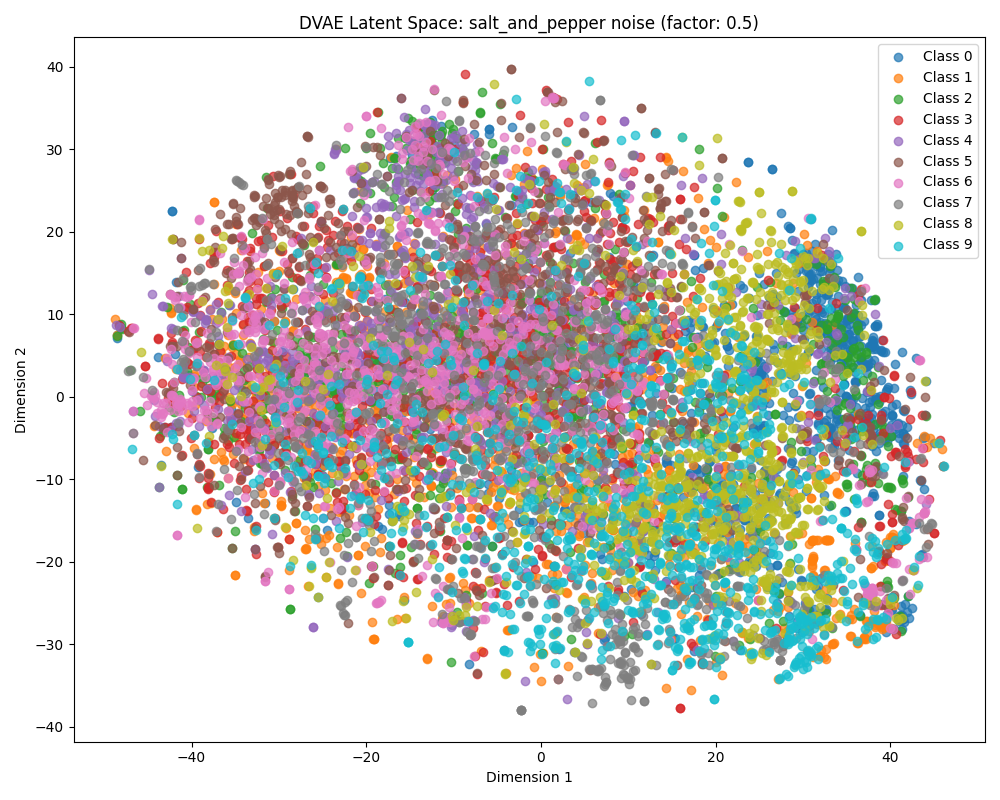 DVAE Latent Space: salt_and_pepper noise (factor: 0.5)
Class 0
Class 1
Class 2
Class 3
Class 4
Class 5
Class 6
Class 7
Class 8
Class 9
40
30
20
10
0
−10
−20
−30
−40
Dimension 2
−40
−20
0
20
40
Dimension 1